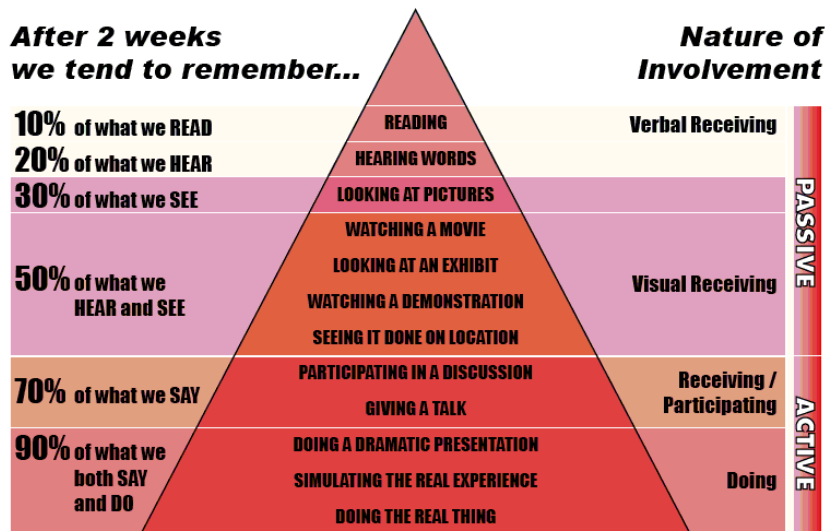 After 2 weeks
we tend to remember...
Nature of
Involvement
10% of what we READ
READING
Verbal Receiving
20% of what we HEAR
HEARING WORDS
30% of what we SEE
LOOKING AT PICTURES
PASSIVE
50% of what we
HEAR and SEE
WATCHING A MOVIE
LOOKING AT AN EXHIBIT
WATCHING A DEMONSTRATION
SEEING IT DONE ON LOCATION
Visual Receiving
70% of what we SAY
PARTICIPATING IN A DISCUSSION
GIVING A TALK
Receiving /
Participating
ACTIVE
90% of what we
both SAY
and DO
DOING A DRAMATIC PRESENTATION
SIMULATING THE REAL EXPERIENCE
DOING THE REAL THING
Doing